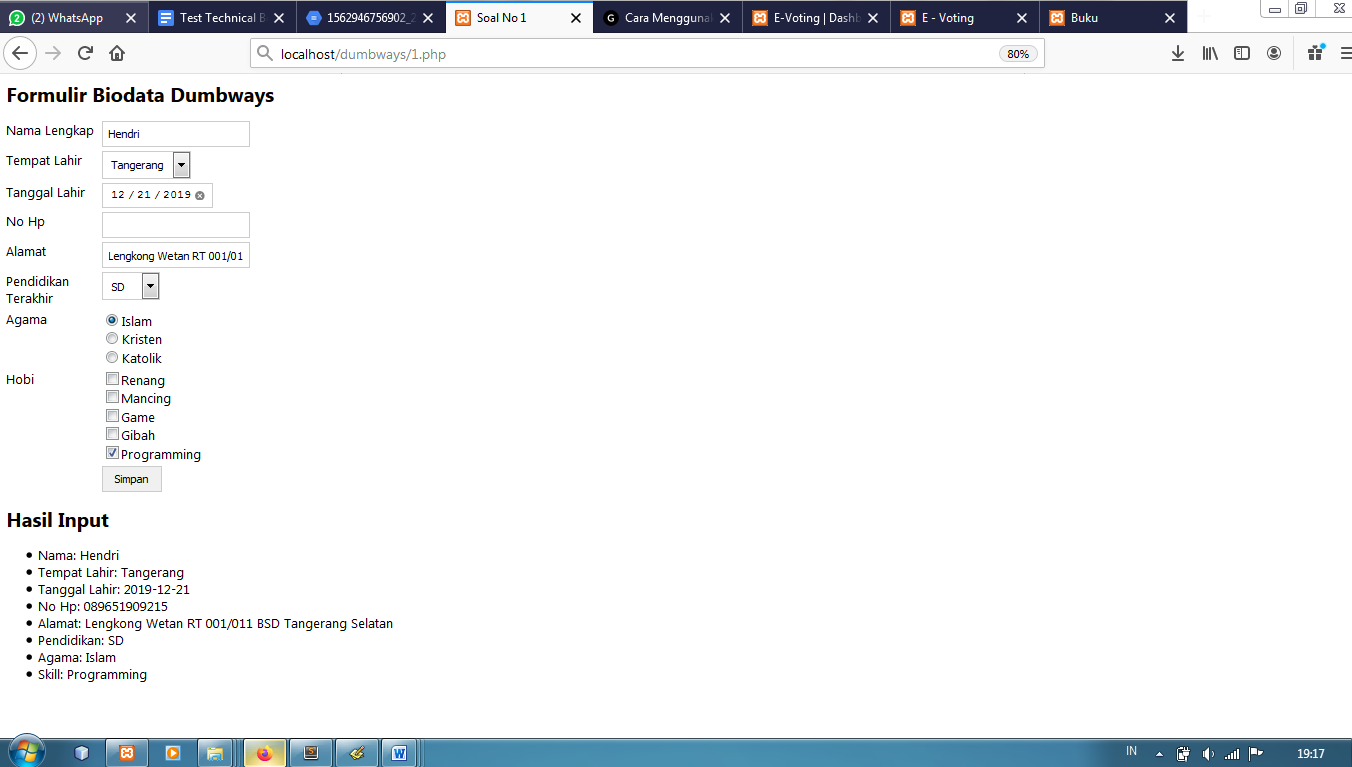 (2) WhatsApp
Test Technical B
1562946756902_2
Soal No 1
Cara Menggunak
E-Voting | Dashb
E - Voting
Buku
localhost/dumbways/1.php
80%
Formulir Biodata Dumbways
Nama Lengkap Hendri
Tempat Lahir Tangerang
Tanggal Lahir 12 / 21 / 2019
No Hp
Alamat Lengkong Wetan RT 001/01
Pendidikan
Terakhir
SD
Agama Islam
Kristen
Katolik
Hobi Renang
Mancing
Game
Gibah
Programming
Simpan
Hasil Input
Nama: Hendri
Tempat Lahir: Tangerang
Tanggal Lahir: 2019-12-21
No Hp: 089651909215
Alamat: Lengkong Wetan RT 001/011 BSD Tangerang Selatan
Pendidikan: SD
Agama: Islam
Skill: Programming
IN
19:17